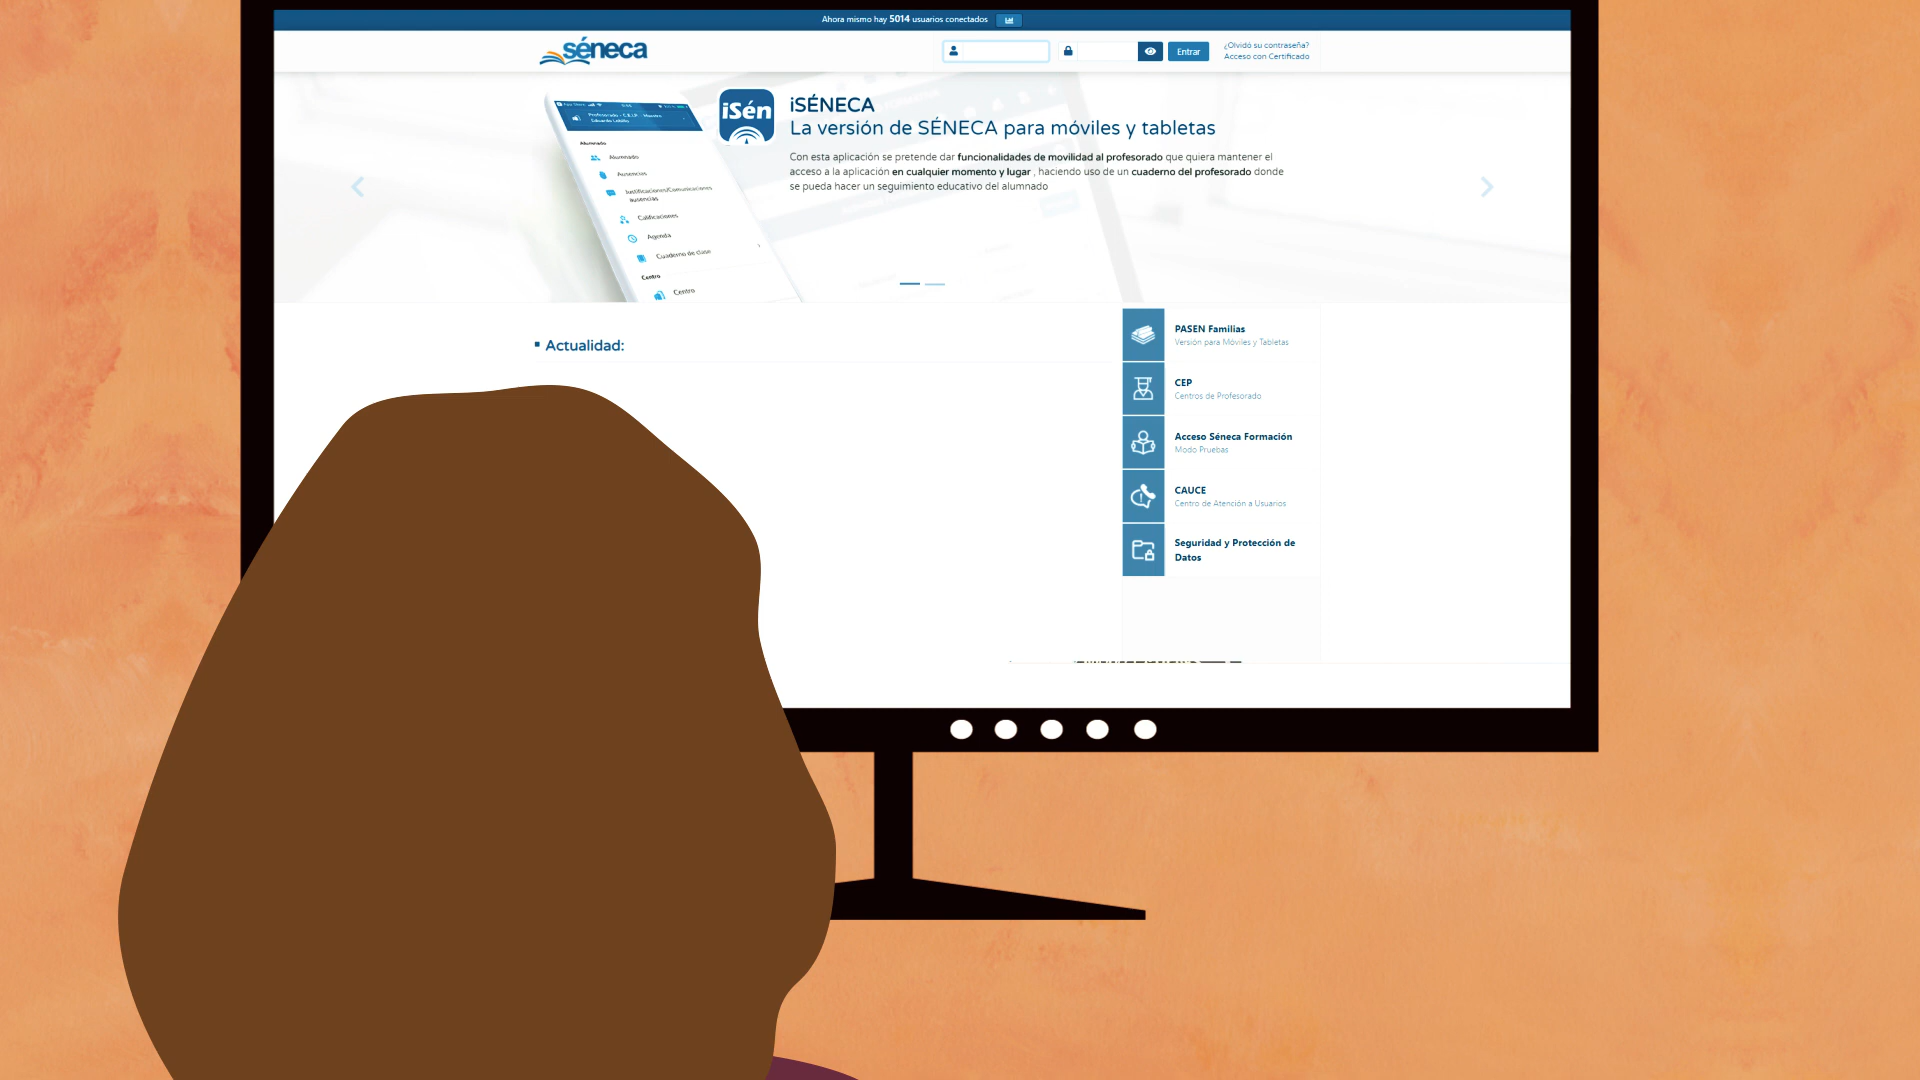 Ahora mismo hay 5014 usuarios conectados
séneca
Entrar
¿Olvidó su contraseña?
Acceso con Certificado
iSén
iSÉNECA
La versión de SÉNECA para móviles y tabletas
Con esta aplicación se pretende dar funcionalidades de movilidad al profesorado que quiera mantener el
acceso a la aplicación en cualquier momento y lugar , haciendo uso de un cuaderno del profesorado donde
se pueda hacer un seguimiento educativo del alumnado
Alumnado
Alumnado
Ausencias
Justificaciones/Comunicaciones
ausencias
Calificaciones
Agenda
Cuaderno de clase
Centro
Centro
Actualidad:
PASEN Familias
Versión para Móviles y Tabletas
CEP
Centros de Profesorado
Acceso Séneca Formación
Modo Pruebas
CAUCE
Centro de Atención a Usuarios
Seguridad y Protección de
Datos